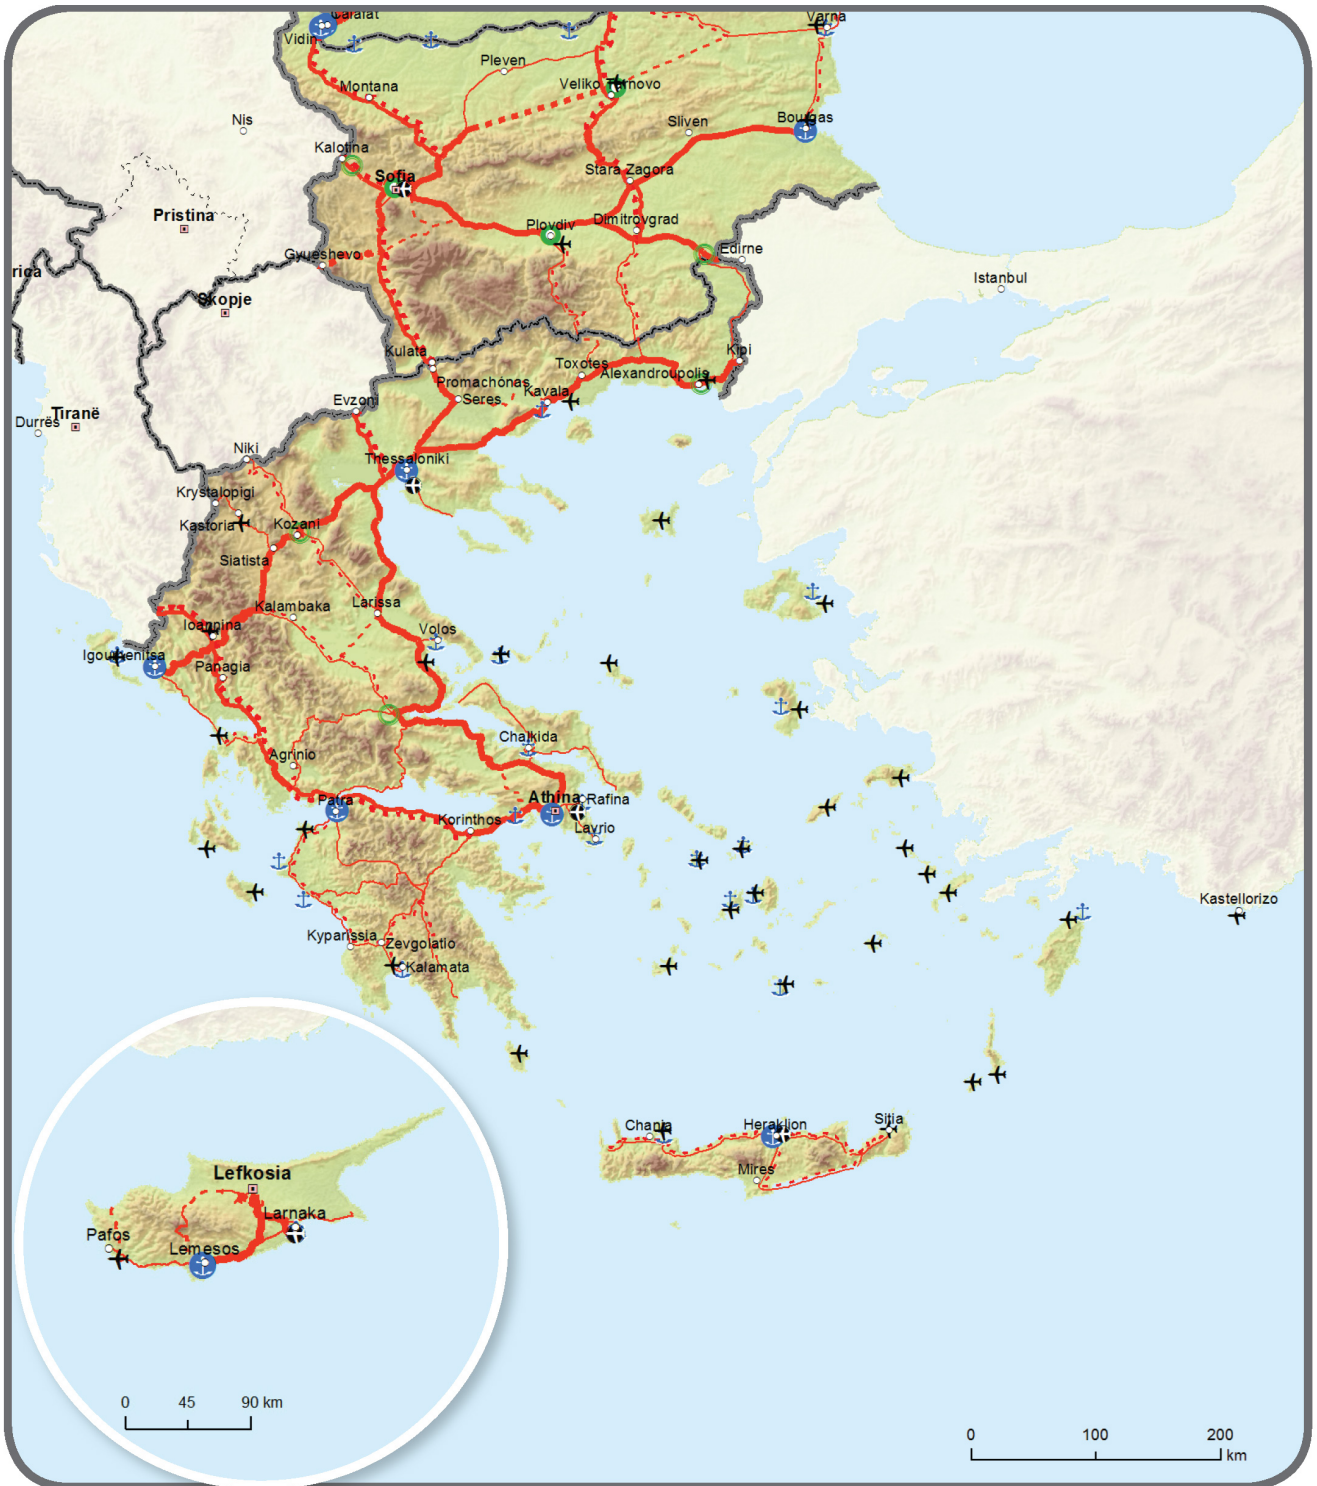 Calafat
Varna
Vidin
Pleven
Montana
Veliko Tarnovo
Nis
Sliven
Bourgas
Kalotina
Sofia
Stara Zagora
Pristina
Plovdiv
Dimitrovgrad
Gyueshevo
Edirne
rica
Istanbul
Skopje
Kulata
Kipi
Toxotes
Promachónas
Alexandroupolis
Evzoni
Seres
Kavala
Tiranë
Durrës
Niki
Thessaloniki
Krystalopigi
Kastoria
Kozani
Siatista
Kalambaka
Larissa
Ioannina
Volos
Igoumenitsa
Panagia
Chalkida
Agrinio
Patra
Athina
Rafina
Korinthos
Lavrio
Kastellorizo
Kyparissia
Zevgolatio
Kalamata
Chania
Heraklion
Sitia
Mires
Lefkosia
Larnaka
Pafos
Lemesos
0 45 90 km
0 100 200
km